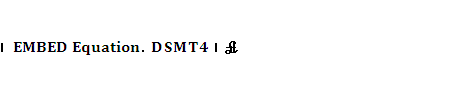 | EMBED Equation. DSMT4 |